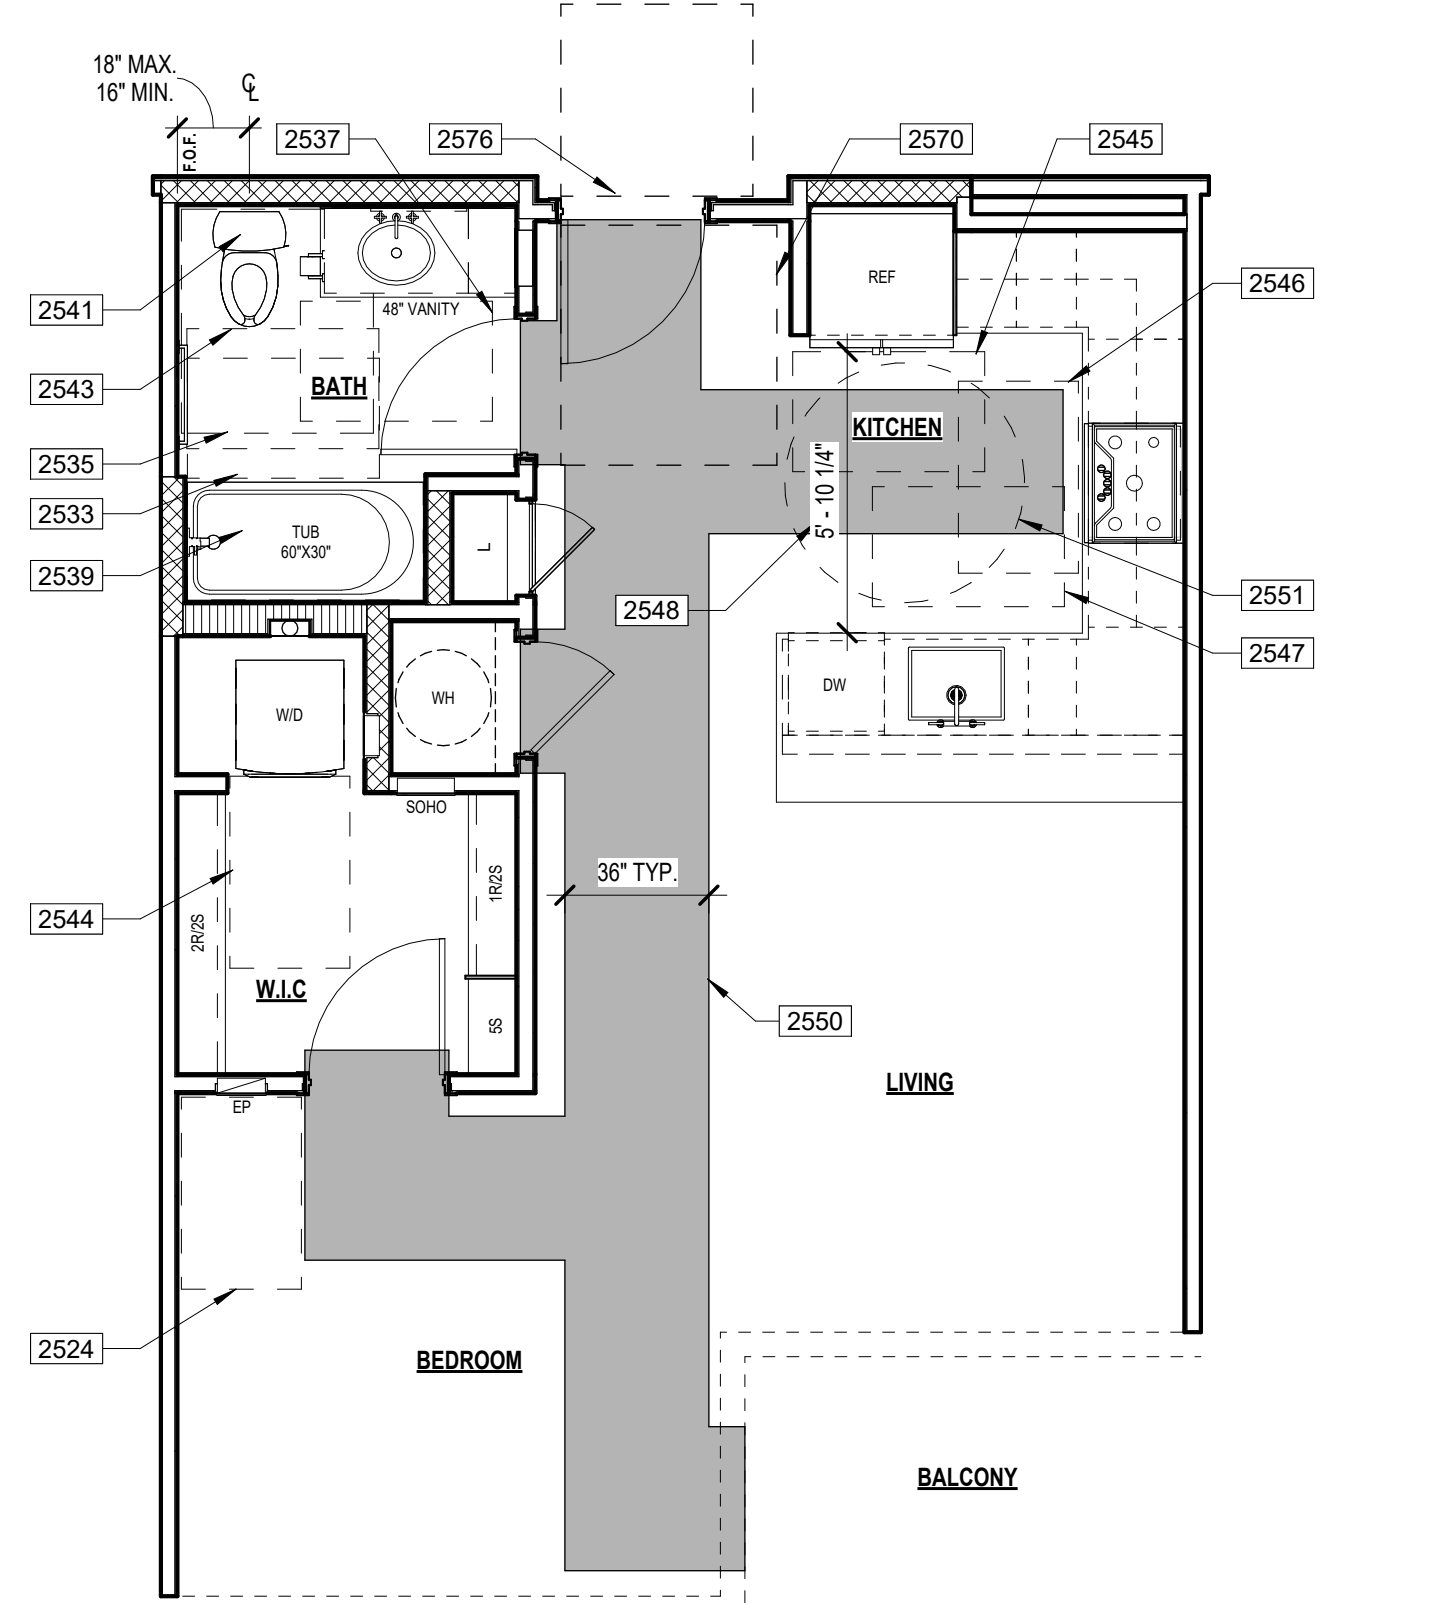 18" MAX.
16" MIN.
℄
F.O.F.
2537
2576
2570
2545
2541
48" VANITY
REF
2546
2543
BATH
KITCHEN
2535
5' - 10 1/4"
2533
TUB
60"X30"
L
2539
2548
2551
2547
WH
DW
W/D
SOHO
36" TYP.
1R/2S
2R/2S
2544
W.I.C
5S
2550
LIVING
EP
2524
BEDROOM
BALCONY